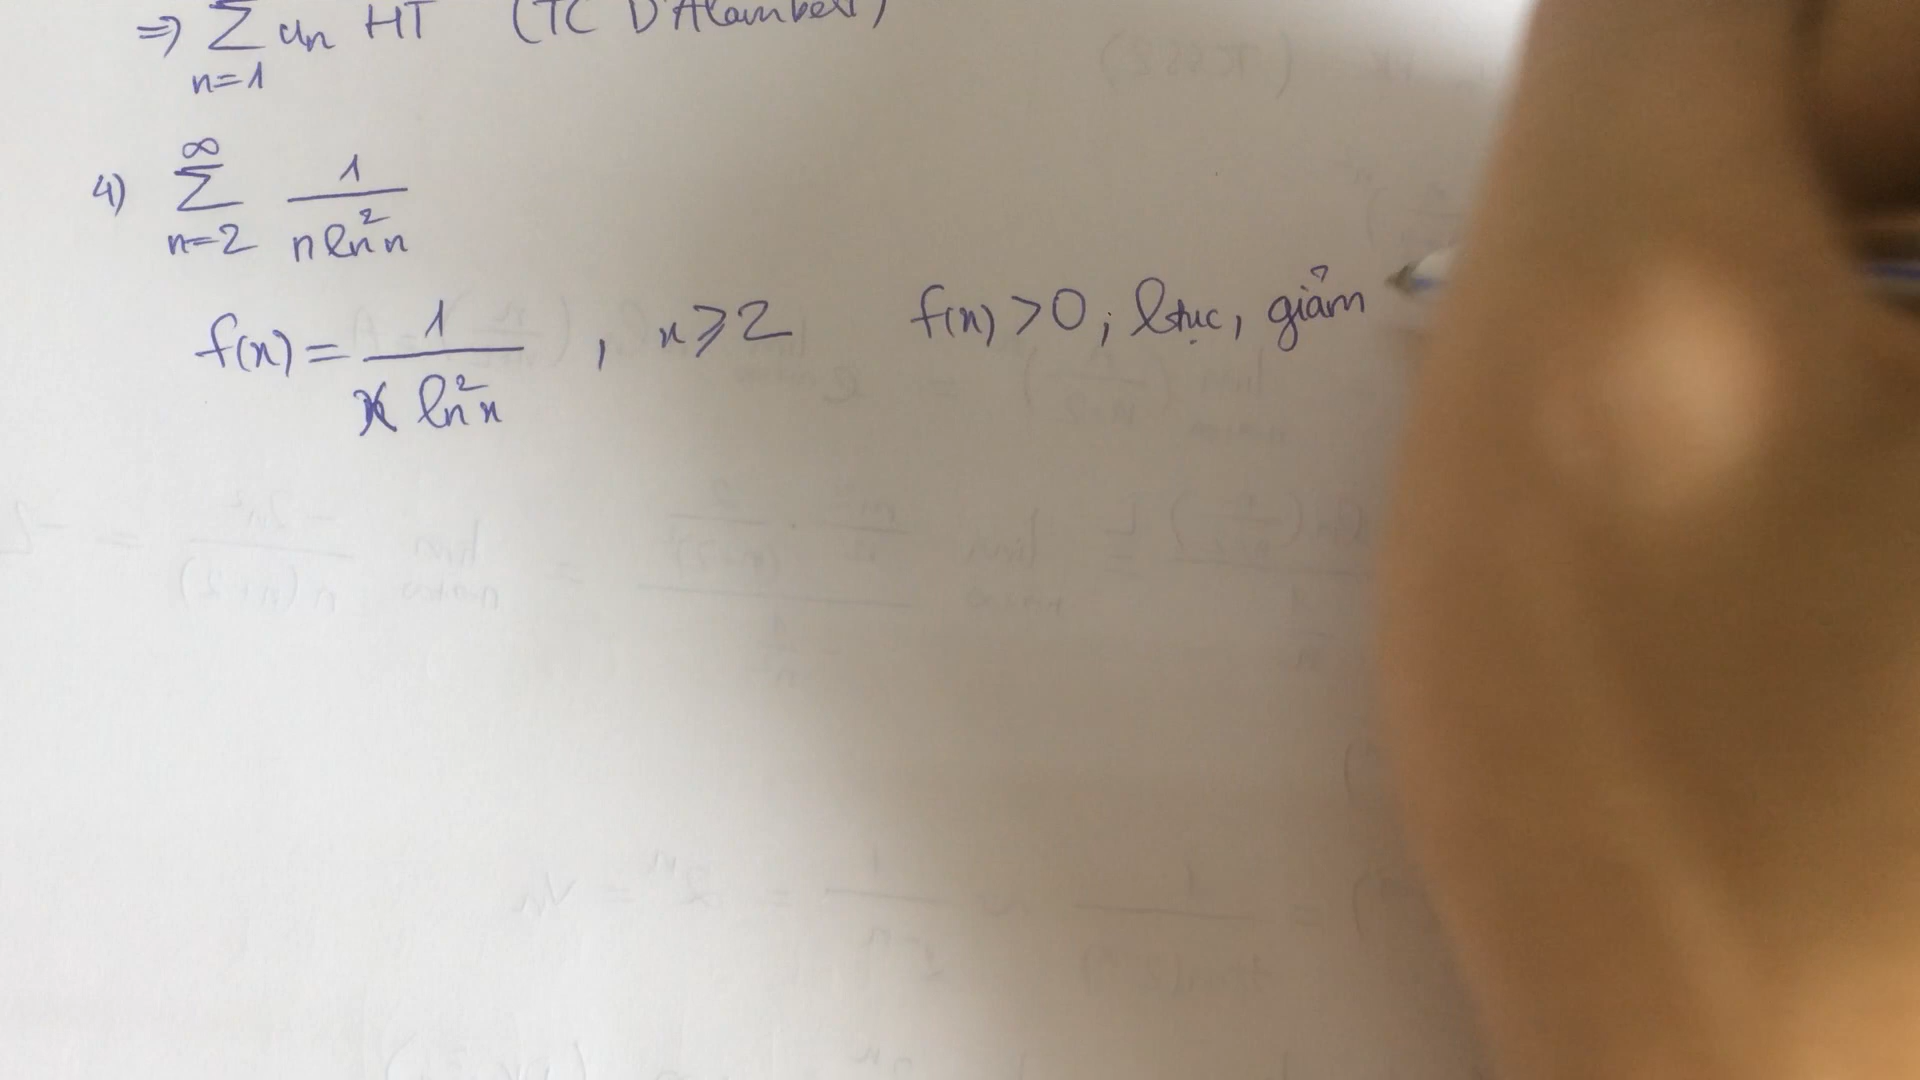 ⇒ Σ un HT (TC D'Alambert)
n=1
4) ∞ Σ n=2 1 / n ln²n
f(x) = 1 / x ln²x , x ⩾ 2 f(x) > 0 ; ltục, giảm